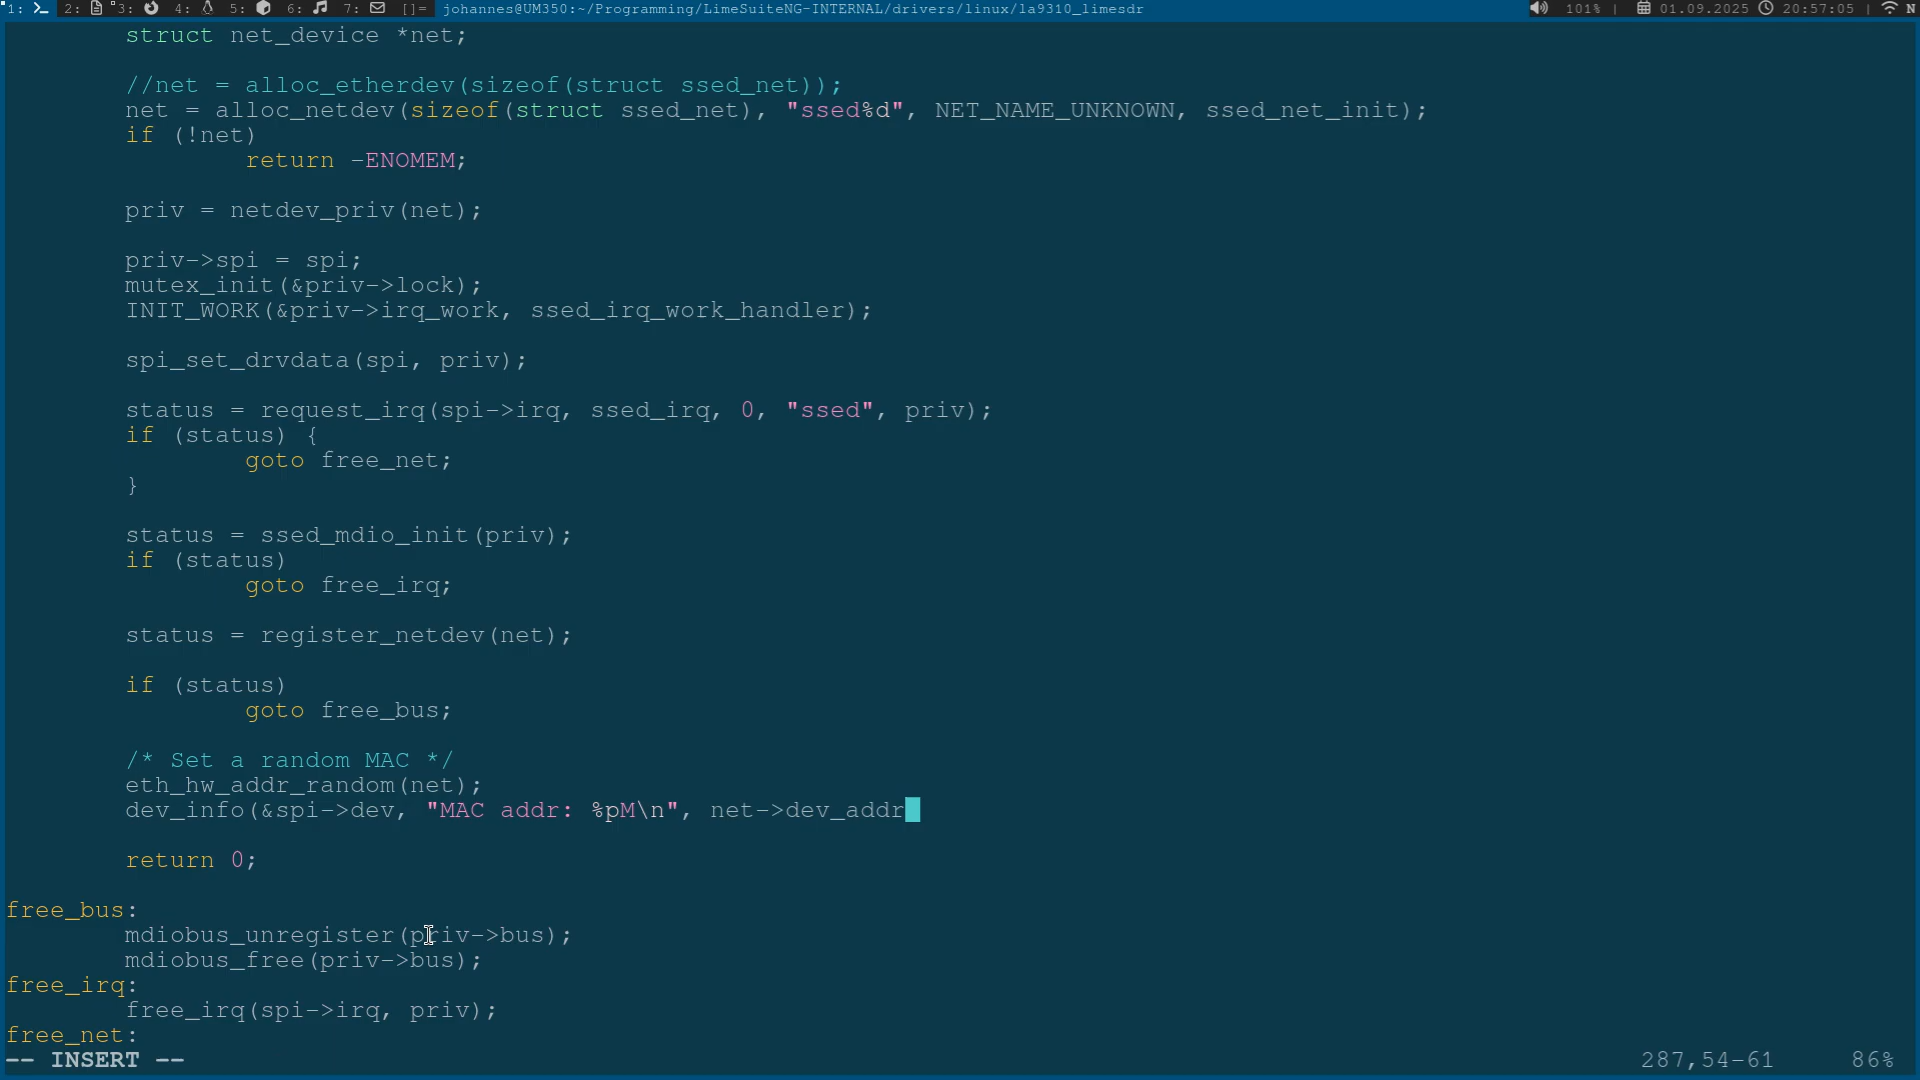 1: 2: 3: 4: 5: 6: 7: []= johannes@UM350:~/Programming/LimeSuiteNG-INTERNAL/drivers/linux/la9310_limesdr 101% | 01.09.2025 20:57:05 | N
struct net_device *net;
//net = alloc_etherdev(sizeof(struct ssed_net));
net = alloc_netdev(sizeof(struct ssed_net), "ssed%d", NET_NAME_UNKNOWN, ssed_net_init);
if (!net)
return -ENOMEM;
priv = netdev_priv(net);
priv->spi = spi;
mutex_init(&priv->lock);
INIT_WORK(&priv->irq_work, ssed_irq_work_handler);
spi_set_drvdata(spi, priv);
status = request_irq(spi->irq, ssed_irq, 0, "ssed", priv);
if (status) {
goto free_net;
}
status = ssed_mdio_init(priv);
if (status)
goto free_irq;
status = register_netdev(net);
if (status)
goto free_bus;
/* Set a random MAC */
eth_hw_addr_random(net);
dev_info(&spi->dev, "MAC addr: %pM\n", net->dev_addr
return 0;
free_bus:
mdiobus_unregister(priv->bus);
mdiobus_free(priv->bus);
free_irq:
free_irq(spi->irq, priv);
free_net:
-- INSERT -- 287,54-61 86%